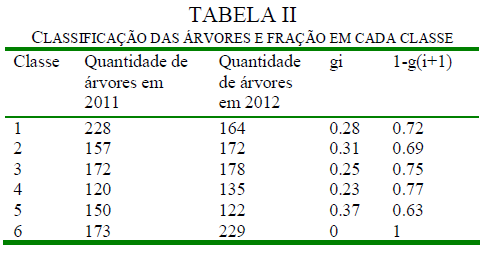 TABELA II
CLASSIFICAÇÃO DAS ÁRVORES E FRAÇÃO EM CADA CLASSE
Classe Quantidade de árvores em 2011 Quantidade de árvores em 2012 gi 1-g(i+1)
1 228 164 0.28 0.72
2 157 172 0.31 0.69
3 172 178 0.25 0.75
4 120 135 0.23 0.77
5 150 122 0.37 0.63
6 173 229 0 1